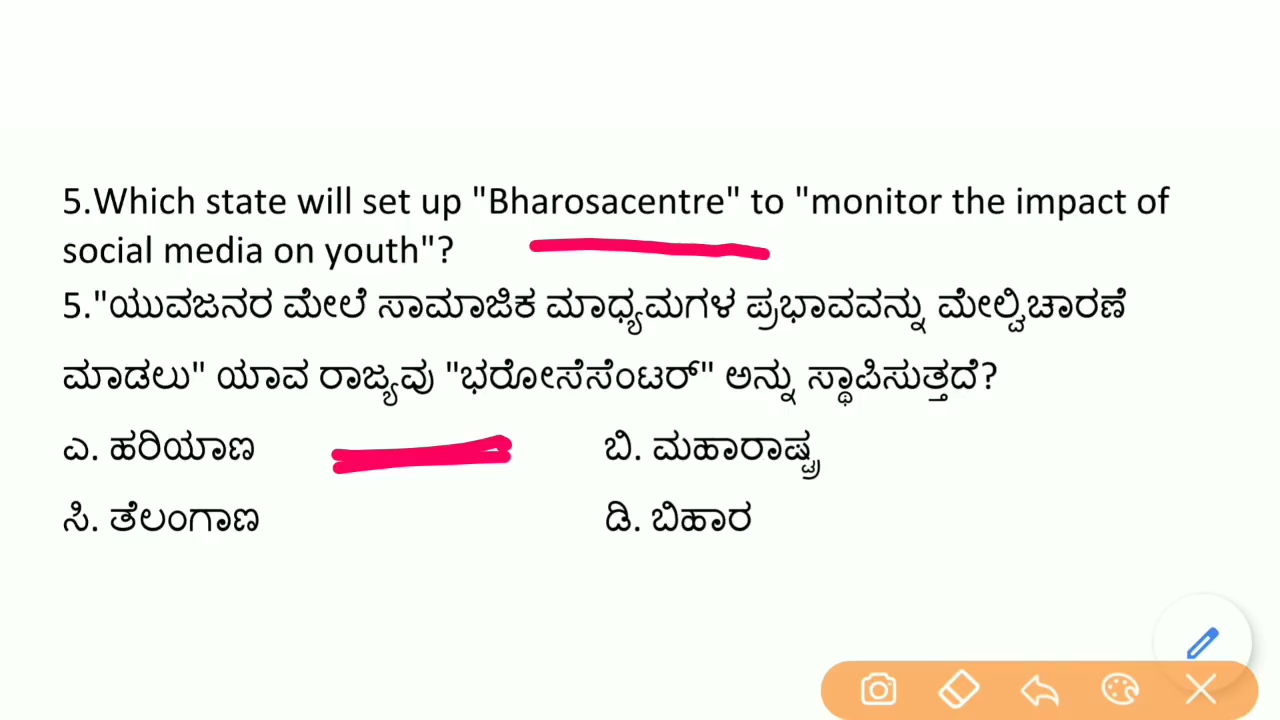 5.Which state will set up "Bharosacentre" to "monitor the impact of
social media on youth"?
5."ಯುವಜನರ ಮೇಲೆ ಸಾಮಾಜಿಕ ಮಾಧ್ಯಮಗಳ ಪ್ರಭಾವವನ್ನು ಮೇಲ್ವಿಚಾರಣೆ
ಮಾಡಲು" ಯಾವ ರಾಜ್ಯವು "ಭರೋಸೆಸೆಂಟರ್" ಅನ್ನು ಸ್ಥಾಪಿಸುತ್ತದೆ?
ಎ. ಹರಿಯಾಣ ಬಿ. ಮಹಾರಾಷ್ಟ್ರ
ಸಿ. ತೆಲಂಗಾಣ ಡಿ. ಬಿಹಾರ